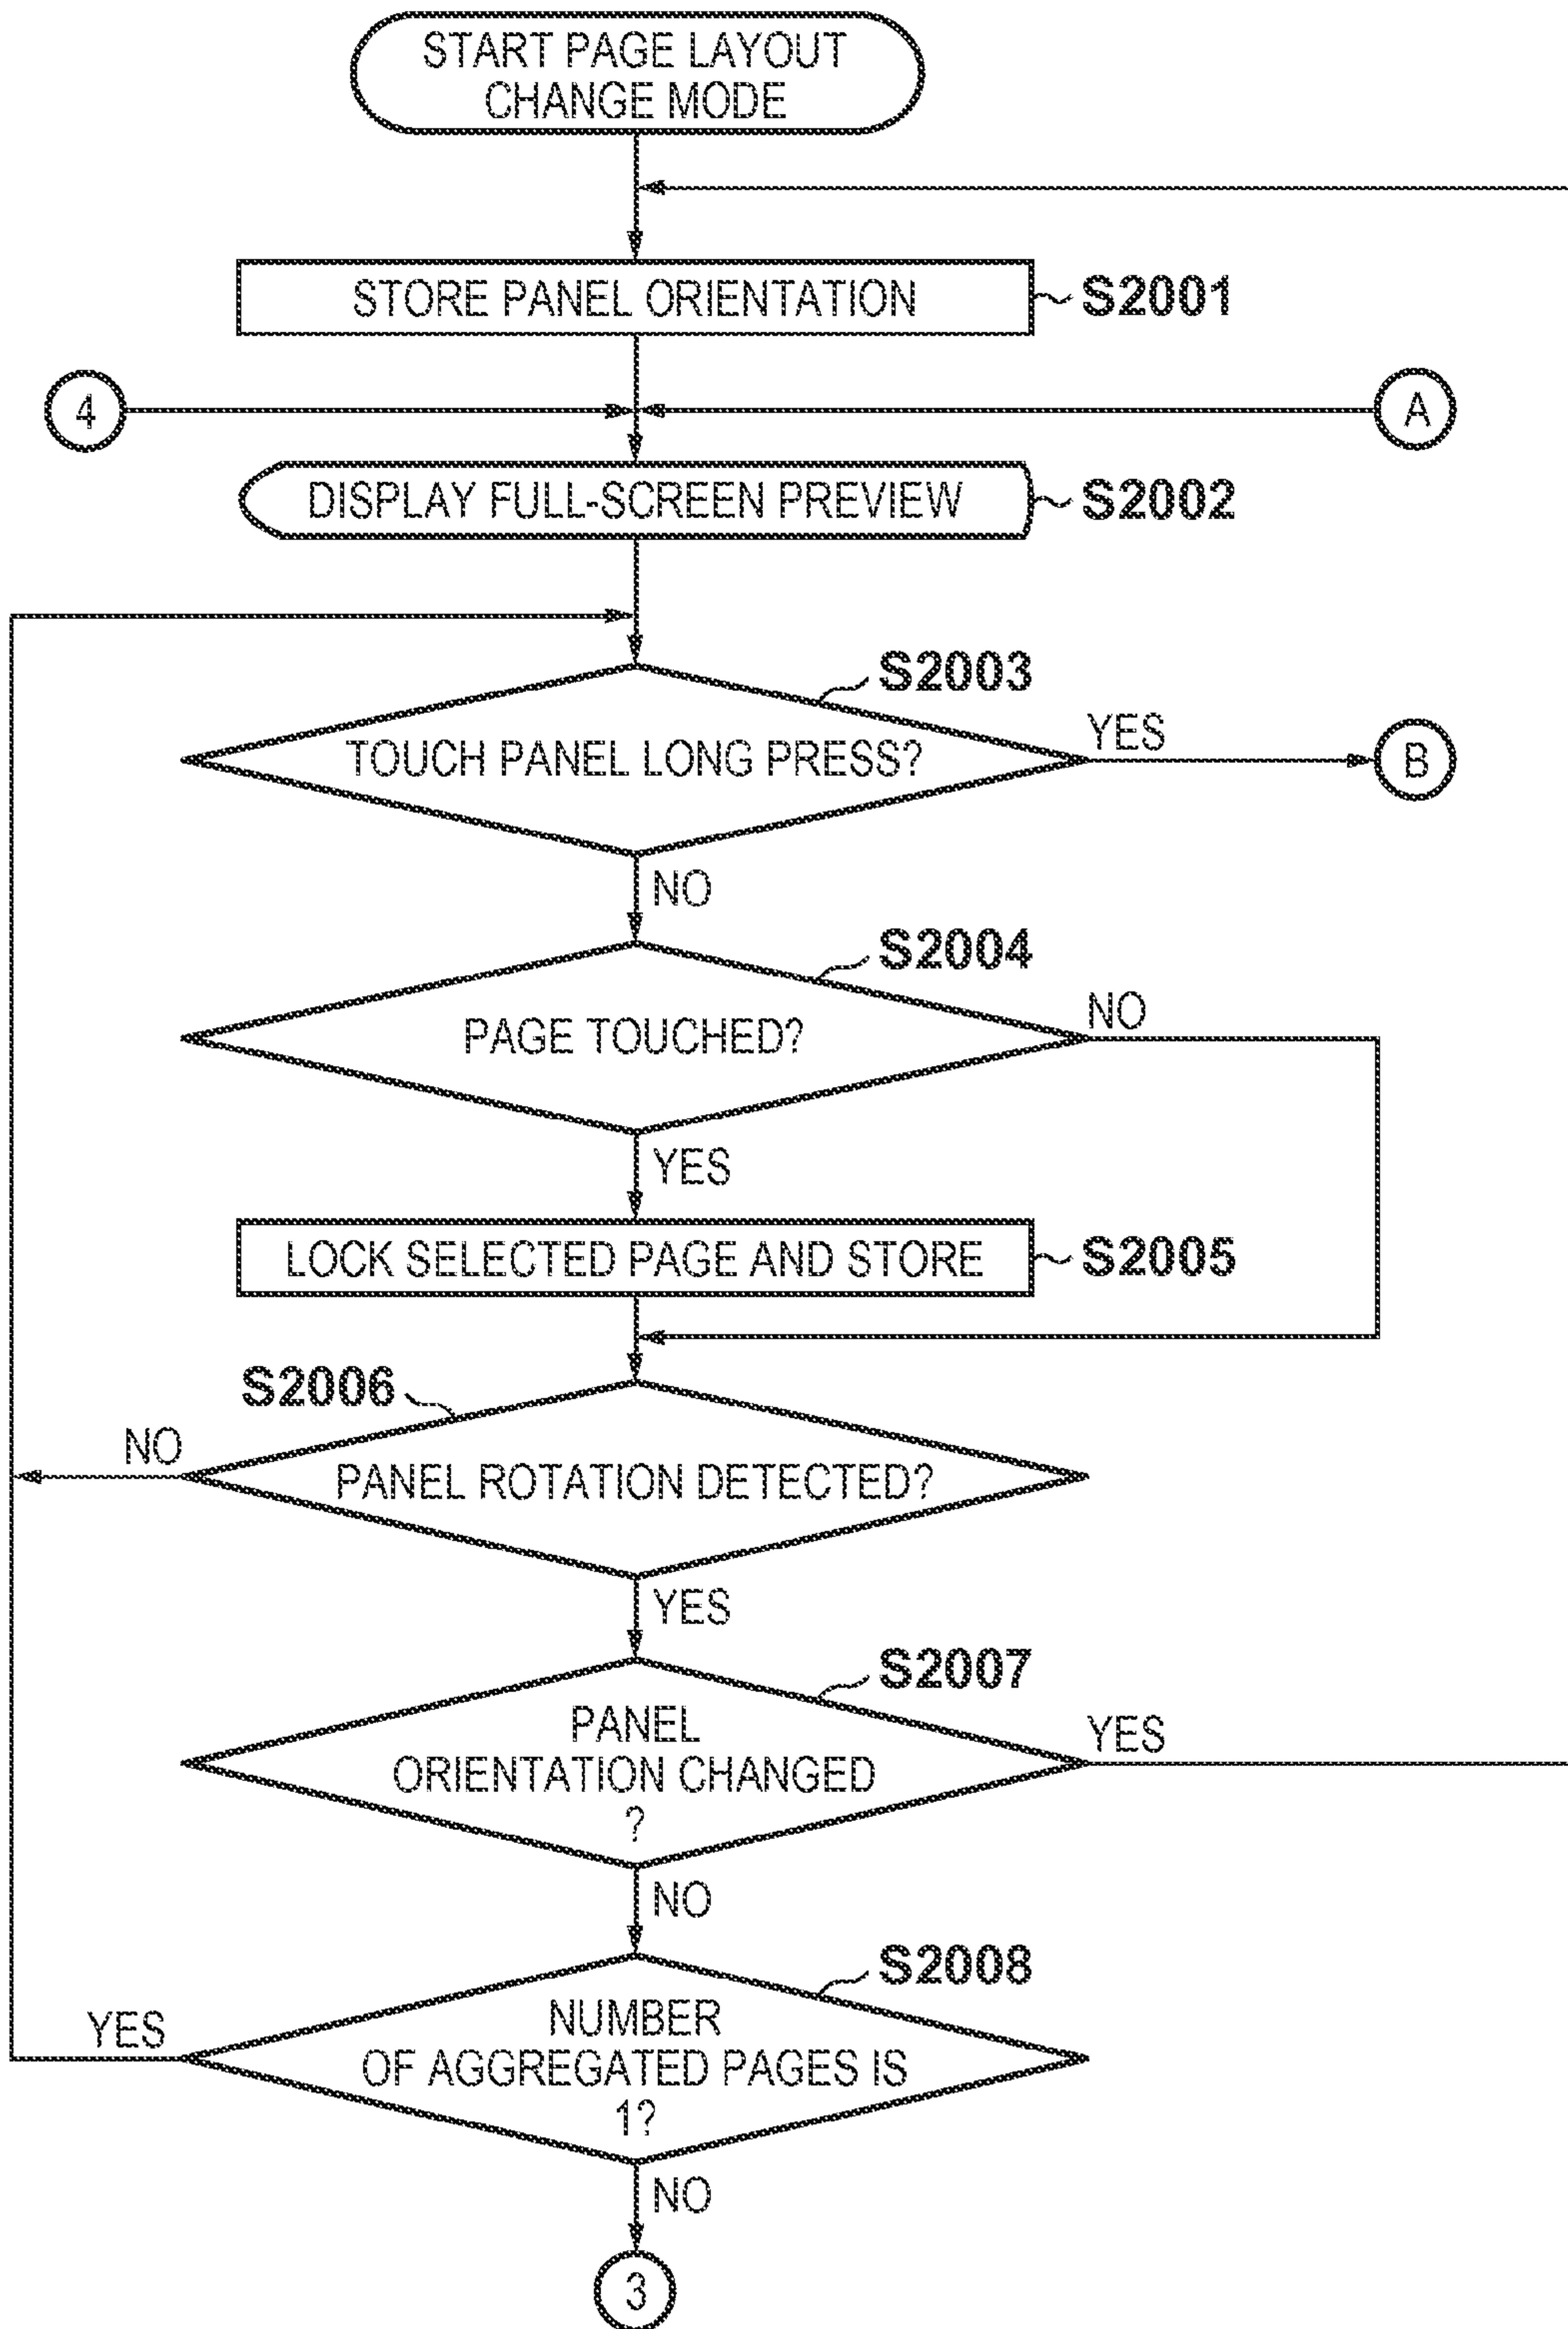 START PAGE LAYOUT
CHANGE MODE
STORE PANEL ORIENTATION
S2001
4
A
DISPLAY FULL-SCREEN PREVIEW
S2002
S2003
TOUCH PANEL LONG PRESS?
YES
B
NO
S2004
PAGE TOUCHED?
NO
YES
LOCK SELECTED PAGE AND STORE
S2005
S2006
NO
PANEL ROTATION DETECTED?
YES
S2007
PANEL
ORIENTATION CHANGED
?
YES
NO
S2008
NUMBER
OF AGGREGATED PAGES IS
1?
YES
NO
3